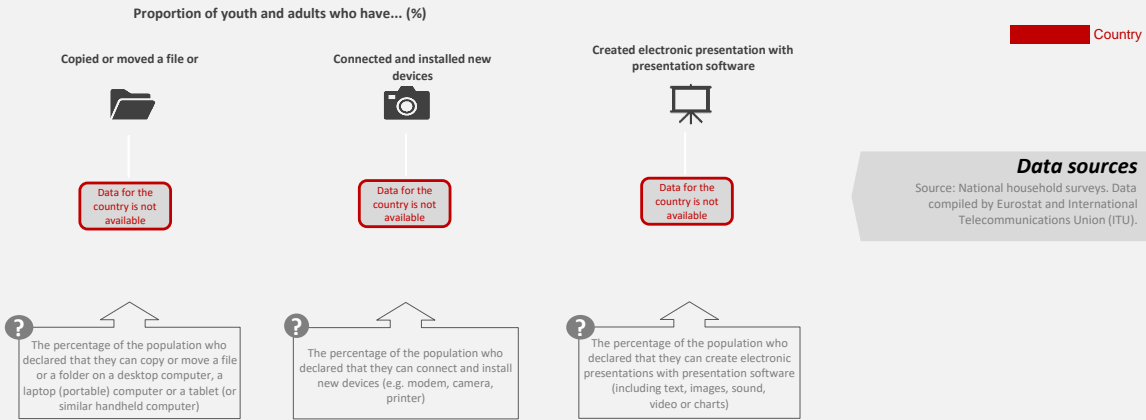 Proportion of youth and adults who have... (%)
Country
Copied or moved a file or
Connected and installed new
devices
Created electronic presentation with
presentation software
Data for the
country is not
available
Data for the
country is not
available
Data for the
country is not
available
Data sources
Source: National household surveys. Data
compiled by Eurostat and International
Telecommunications Union (ITU).
?
The percentage of the population who
declared that they can copy or move a file
or a folder on a desktop computer, a
laptop (portable) computer or a tablet (or
similar handheld computer)
?
The percentage of the population who
declared that they can connect and install
new devices (e.g. modem, camera,
printer)
?
The percentage of the population who
declared that they can create electronic
presentations with presentation software
(including text, images, sound,
video or charts)